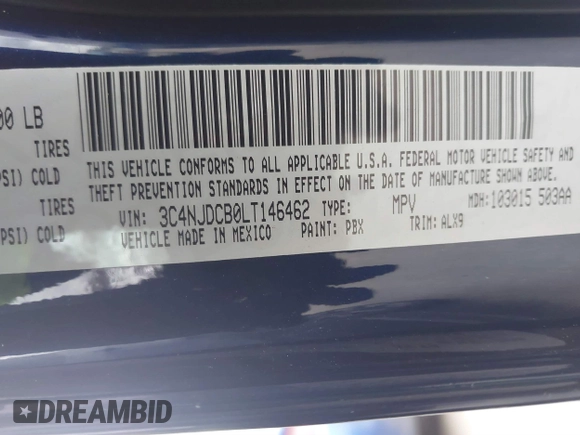 00 LB
TIRES
PSI) COLD
TIRES
(PSI) COLD
THIS VEHICLE CONFORMS TO ALL APPLICABLE U.S.A. FEDERAL MOTOR VEHICLE SAFETY AND
THEFT PREVENTION STANDARDS IN EFFECT ON THE DATE OF MANUFACTURE SHOWN ABOVE.
VIN: 3C4NJDCB0LT146462 TYPE: MPV MDH: 103015 503AA
VEHICLE MADE IN MEXICO PAINT: PBX TRIM: ALX9
DREAMBID